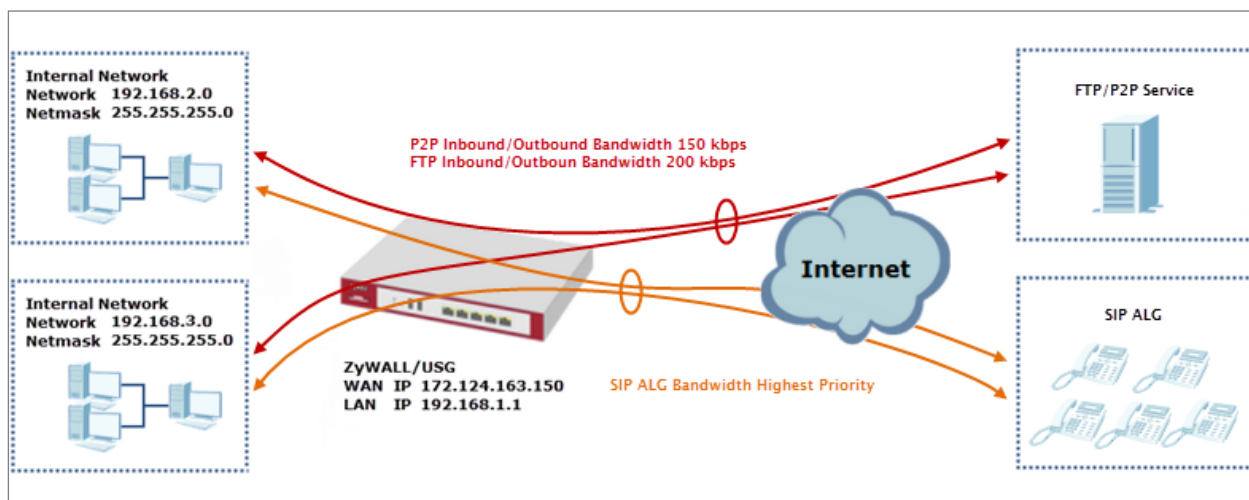 Internal Network
Network 192.168.2.0
Netmask 255.255.255.0
P2P Inbound/Outbound Bandwidth 150 kbps
FTP Inbound/Outboun Bandwidth 200 kbps
FTP/P2P Service
Internet
Internal Network
Network 192.168.3.0
Netmask 255.255.255.0
ZyWALL/USG
WAN IP 172.124.163.150
LAN IP 192.168.1.1
SIP ALG Bandwidth Highest Priority
SIP ALG